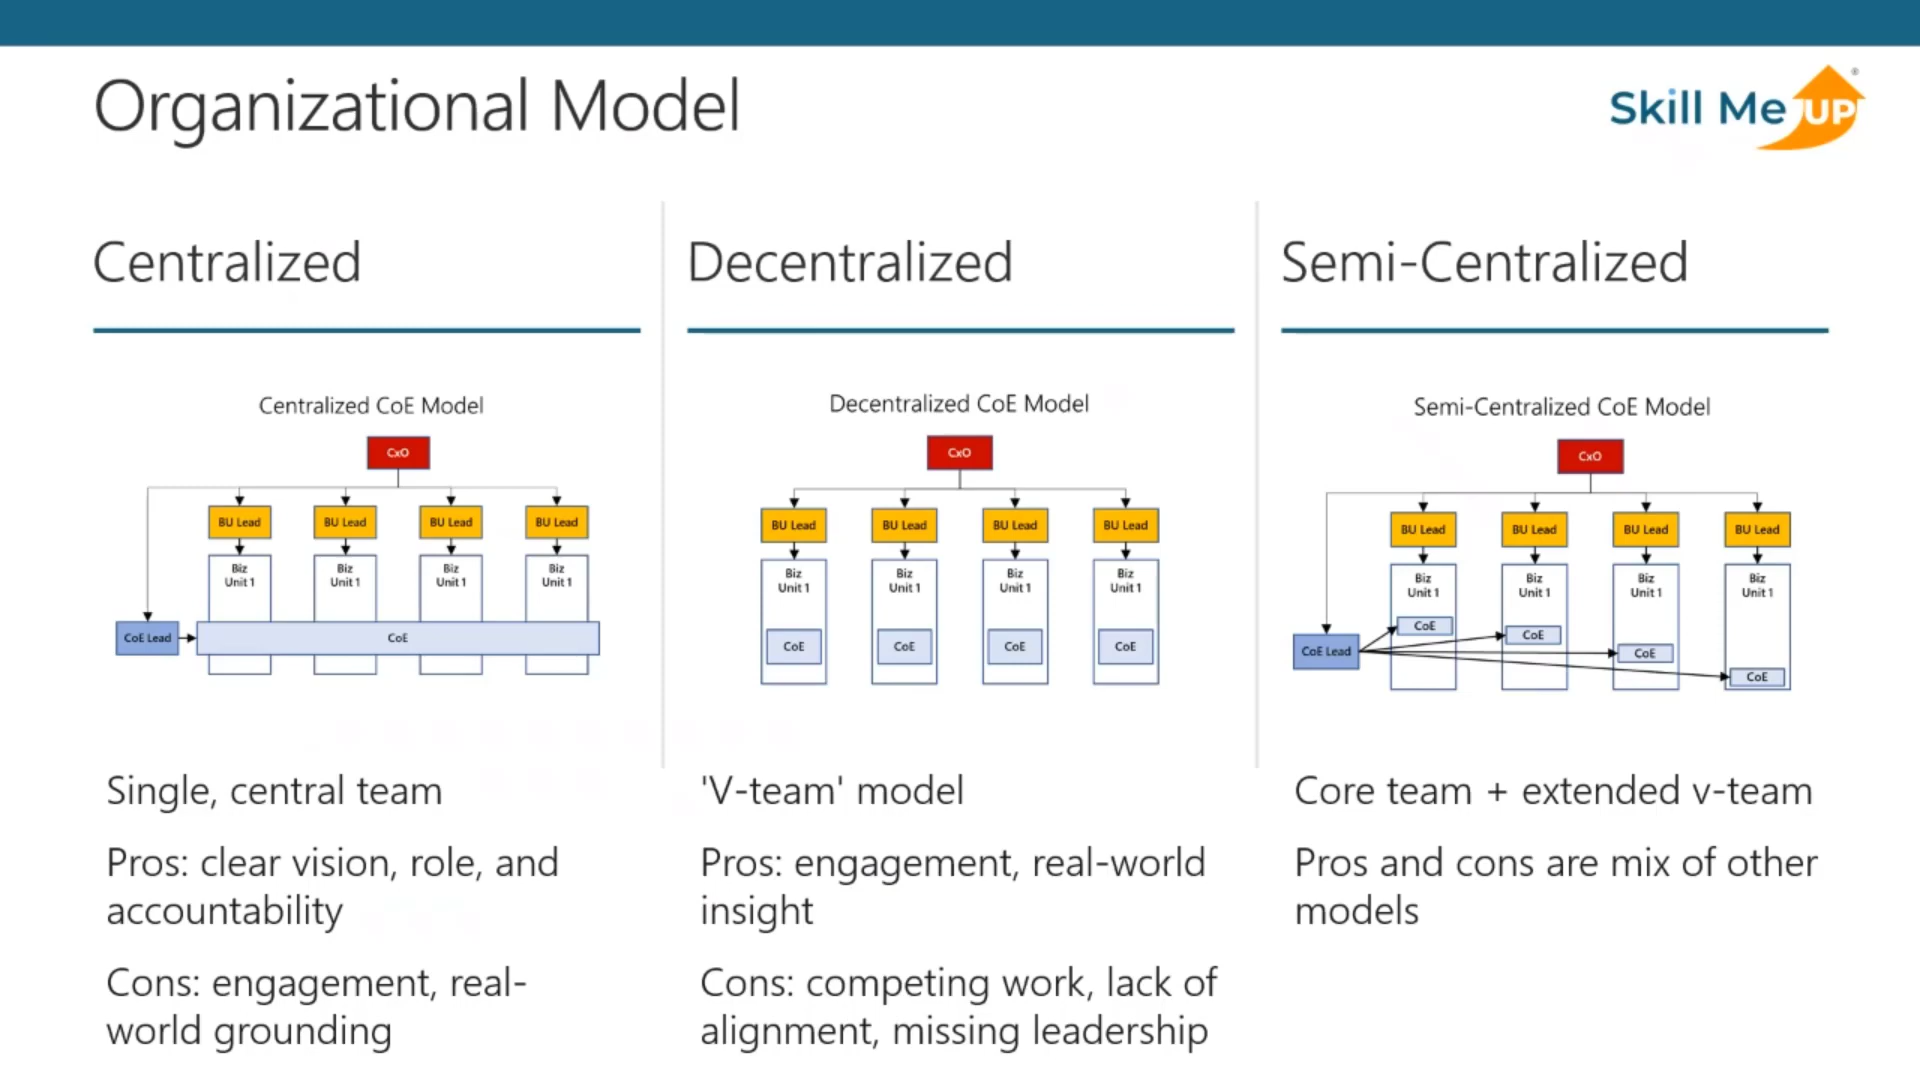 Organizational Model
Skill Me UP®
Centralized
Centralized CoE Model
CxO
BU Lead BU Lead BU Lead BU Lead
Biz Biz Biz Biz
Unit 1 Unit 1 Unit 1 Unit 1
CoE Lead CoE
Single, central team
Pros: clear vision, role, and
accountability
Cons: engagement, real-
world grounding
Decentralized
Decentralized CoE Model
CxO
BU Lead BU Lead BU Lead BU Lead
Biz Biz Biz Biz
Unit 1 Unit 1 Unit 1 Unit 1
CoE CoE CoE CoE
'V-team' model
Pros: engagement, real-world
insight
Cons: competing work, lack of
alignment, missing leadership
Semi-Centralized
Semi-Centralized CoE Model
CxO
BU Lead BU Lead BU Lead BU Lead
Biz Biz Biz Biz
Unit 1 Unit 1 Unit 1 Unit 1
CoE Lead CoE CoE CoE CoE
Core team + extended v-team
Pros and cons are mix of other
models